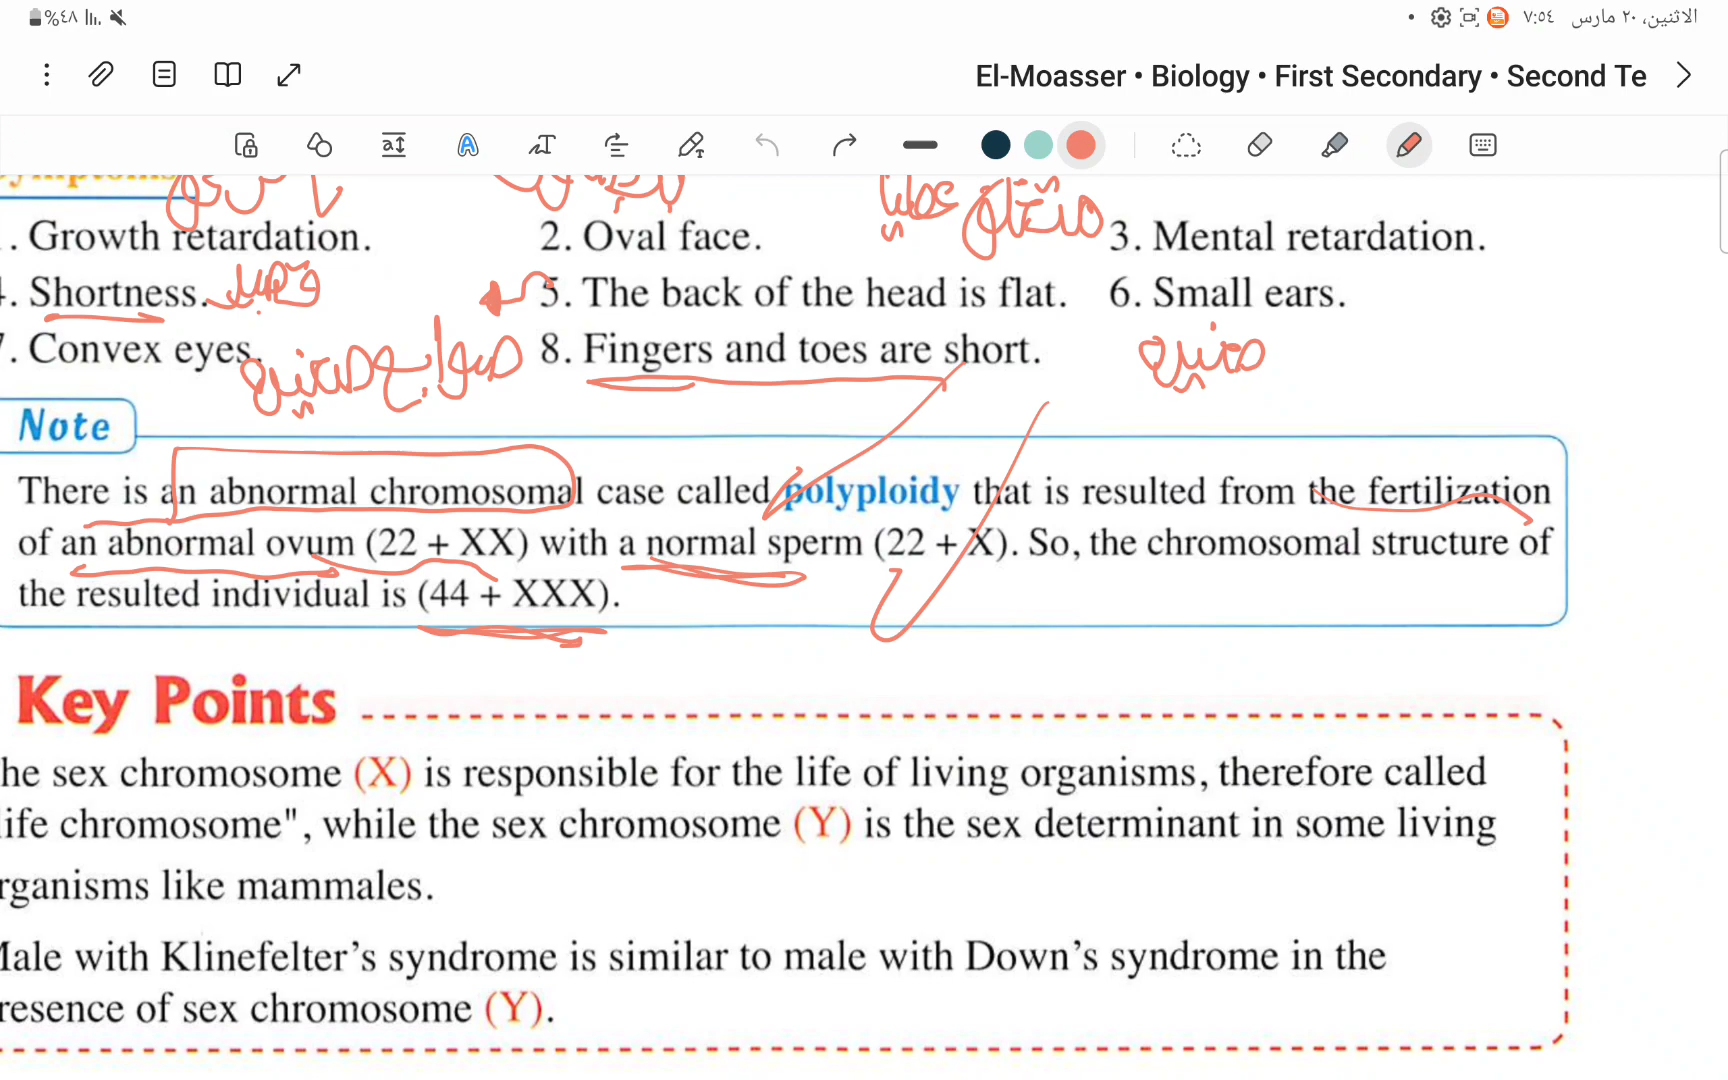 %٤٨
الاثنين، ٢٠ مارس ٧:٥٤
El-Moasser • Biology • First Secondary • Second Te
ymptoms
. Growth retardation. 2. Oval face. 3. Mental retardation.
متخلف عقليا
. Shortness. 5. The back of the head is flat. 6. Small ears.
قصير
. Convex eyes. 8. Fingers and toes are short.
صوابع
Note
There is an abnormal chromosomal case called polyploidy that is resulted from the fertilization
of an abnormal ovum (22 + XX) with a normal sperm (22 + X). So, the chromosomal structure of
the resulted individual is (44 + XXX).
Key Points
he sex chromosome (X) is responsible for the life of living organisms, therefore called
ife chromosome", while the sex chromosome (Y) is the sex determinant in some living
rganisms like mammales.
Male with Klinefelter's syndrome is similar to male with Down's syndrome in the
resence of sex chromosome (Y).